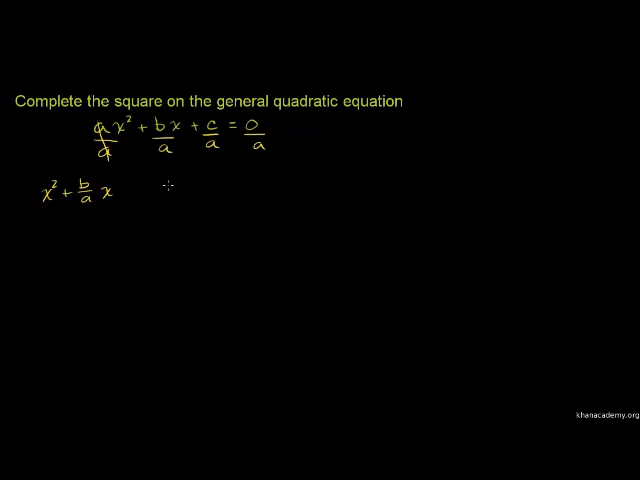 Complete the square on the general quadratic equation
ax²/a + bx/a + c/a = 0/a
x² + b/a x
khanacademy.org